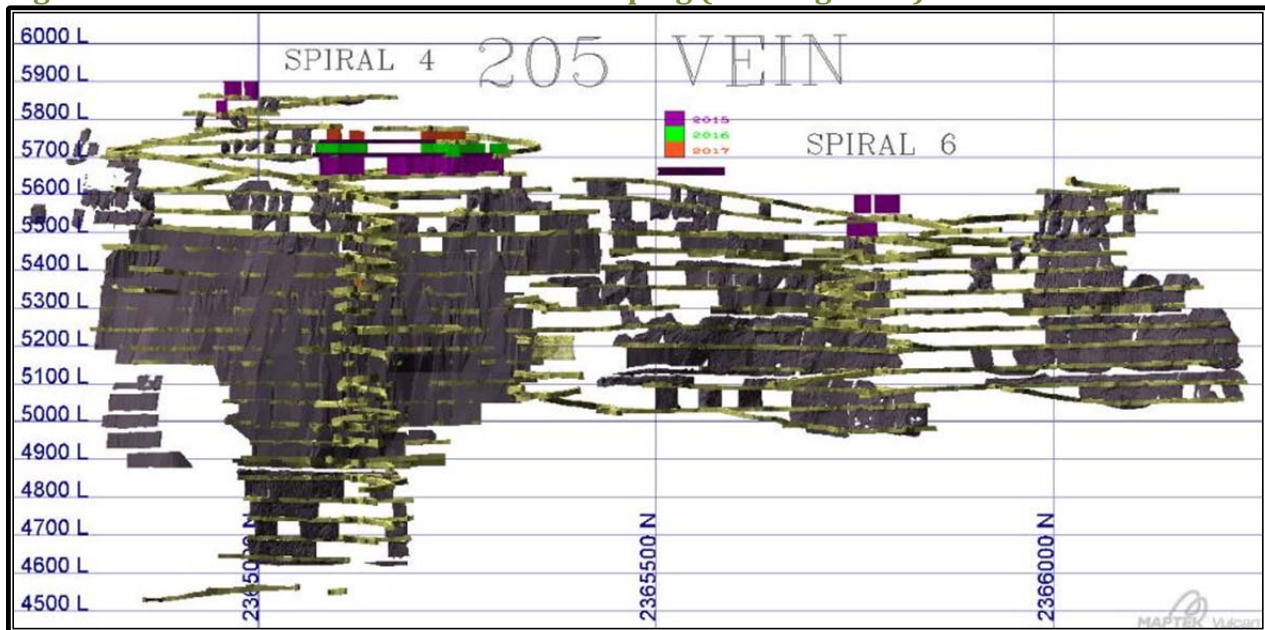 6000 L
SPIRAL 4 205 VEIN
5900 L
5800 L
2015
2016
2017
SPIRAL 6
5700 L
5600 L
5500 L
5400 L
5300 L
5200 L
5100 L
5000 L
4900 L
4800 L
4700 L
4600 L
4500 L
2365500 N
2366000 N
MAPTEK Vulcan